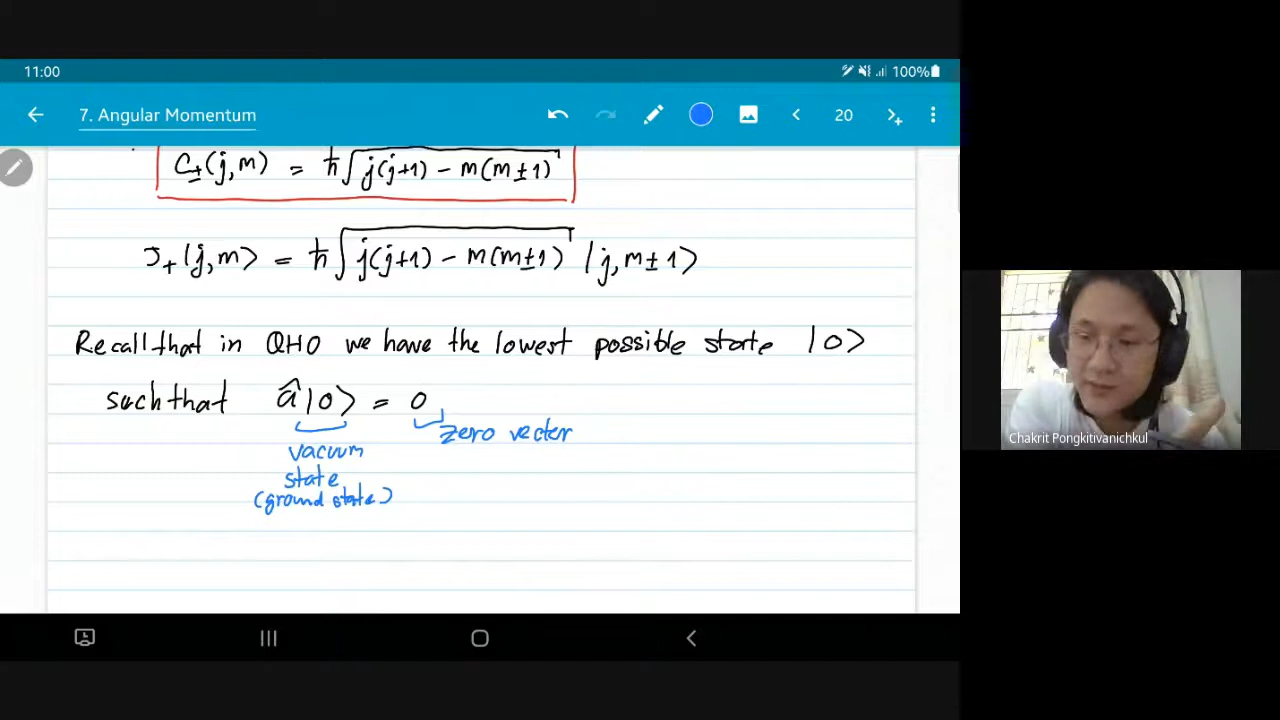 11:00
100%
7. Angular Momentum
20
C±(j,m) = ħ√j(j+1) − m(m±1)
J+|j,m⟩ = ħ√j(j+1) − m(m±1) |j, m±1⟩
Recall that in QHO we have the lowest possible state |0⟩
such that â|0⟩ = 0
zero vector
vacuum
state
(ground state)
Chakrit Pongkitivanichkul